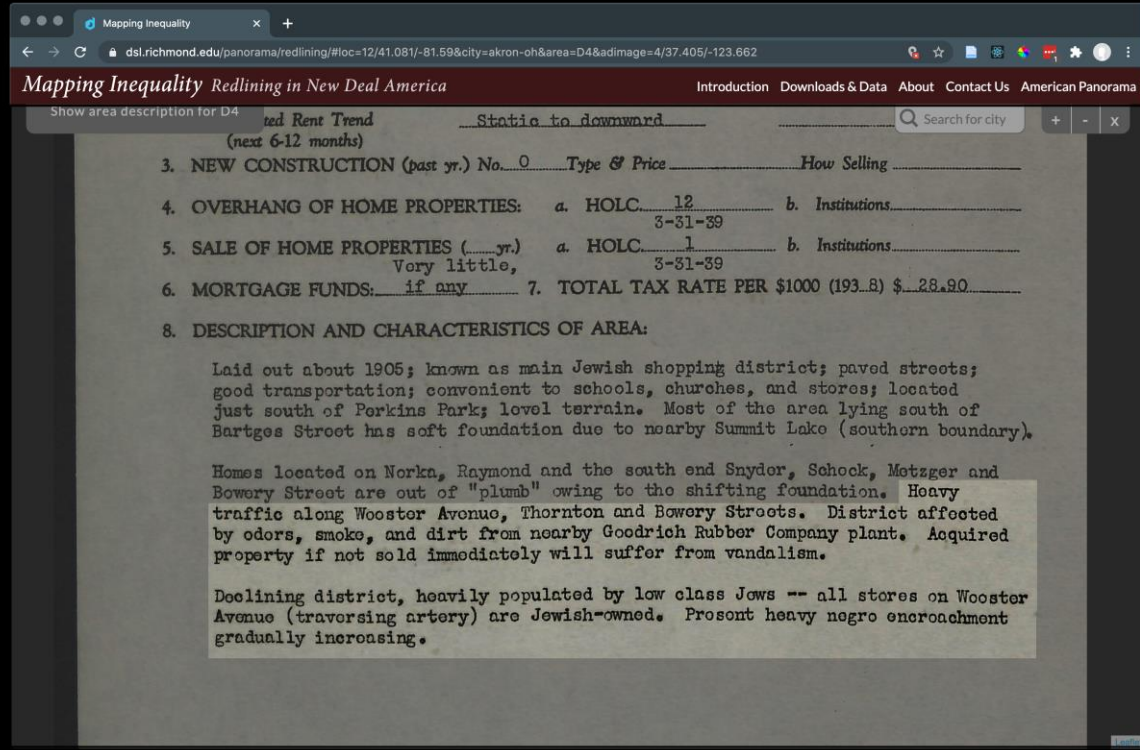 Mapping Inequality
dsl.richmond.edu/panorama/redlining/#loc=12/41.081/-81.59&city=akron-oh&area=D4&adimage=4/37.405/-123.662
Mapping Inequality Redlining in New Deal America Introduction Downloads & Data About Contact Us American Panorama
Show area description for D4
ted Rent Trend Static to downward
Search for city + - x
(next 6-12 months)
3. NEW CONSTRUCTION (past yr.) No. 0 Type & Price How Selling
4. OVERHANG OF HOME PROPERTIES: a. HOLC 12 b. Institutions
3-31-39
5. SALE OF HOME PROPERTIES ( yr.) a. HOLC 1 b. Institutions
Very little, 3-31-39
6. MORTGAGE FUNDS: if any 7. TOTAL TAX RATE PER $1000 (193 8) $ 28.90
8. DESCRIPTION AND CHARACTERISTICS OF AREA:
Laid out about 1905; known as main Jewish shopping district; paved streets;
good transportation; convenient to schools, churches, and stores; located
just south of Perkins Park; level terrain. Most of the area lying south of
Bartges Street has soft foundation due to nearby Summit Lake (southern boundary).
Homes located on Norka, Raymond and the south end Snyder, Schock, Metzger and
Bowery Street are out of "plumb" owing to the shifting foundation. Heavy
traffic along Wooster Avenue, Thornton and Bowery Streets. District affected
by odors, smoke, and dirt from nearby Goodrich Rubber Company plant. Acquired
property if not sold immediately will suffer from vandalism.
Declining district, heavily populated by low class Jews -- all stores on Wooster
Avenue (traversing artery) are Jewish-owned. Present heavy negro encroachment
gradually increasing.